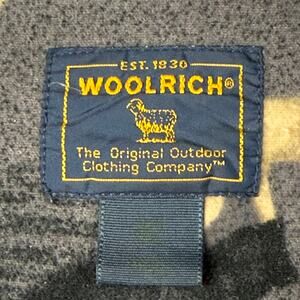 EST. 1830
WOOLRICH®
The Original Outdoor
Clothing Company™